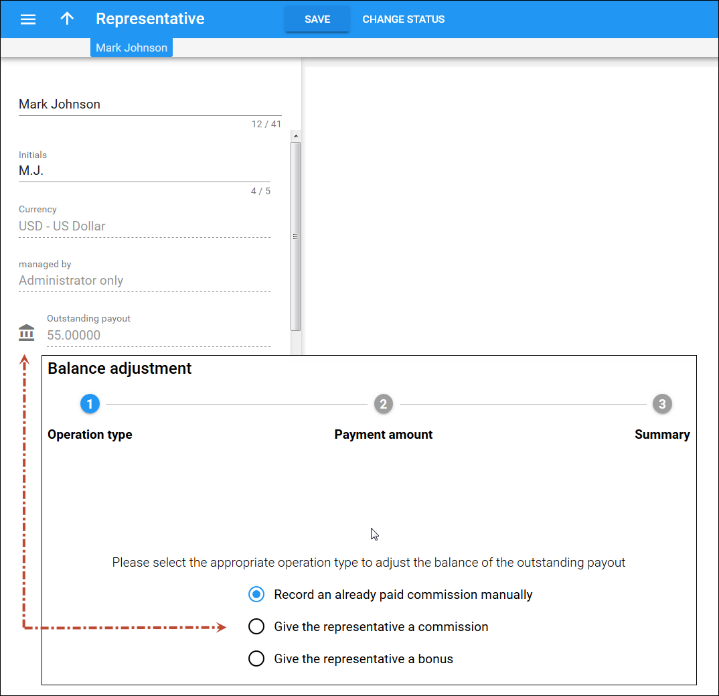 Representative
SAVE
CHANGE STATUS
Mark Johnson
Mark Johnson
12 / 41
Initials
M.J.
4 / 5
Currency
USD - US Dollar
managed by
Administrator only
Outstanding payout
55.00000
Balance adjustment
1
2
3
Operation type
Payment amount
Summary
Please select the appropriate operation type to adjust the balance of the outstanding payout
Record an already paid commission manually
Give the representative a commission
Give the representative a bonus